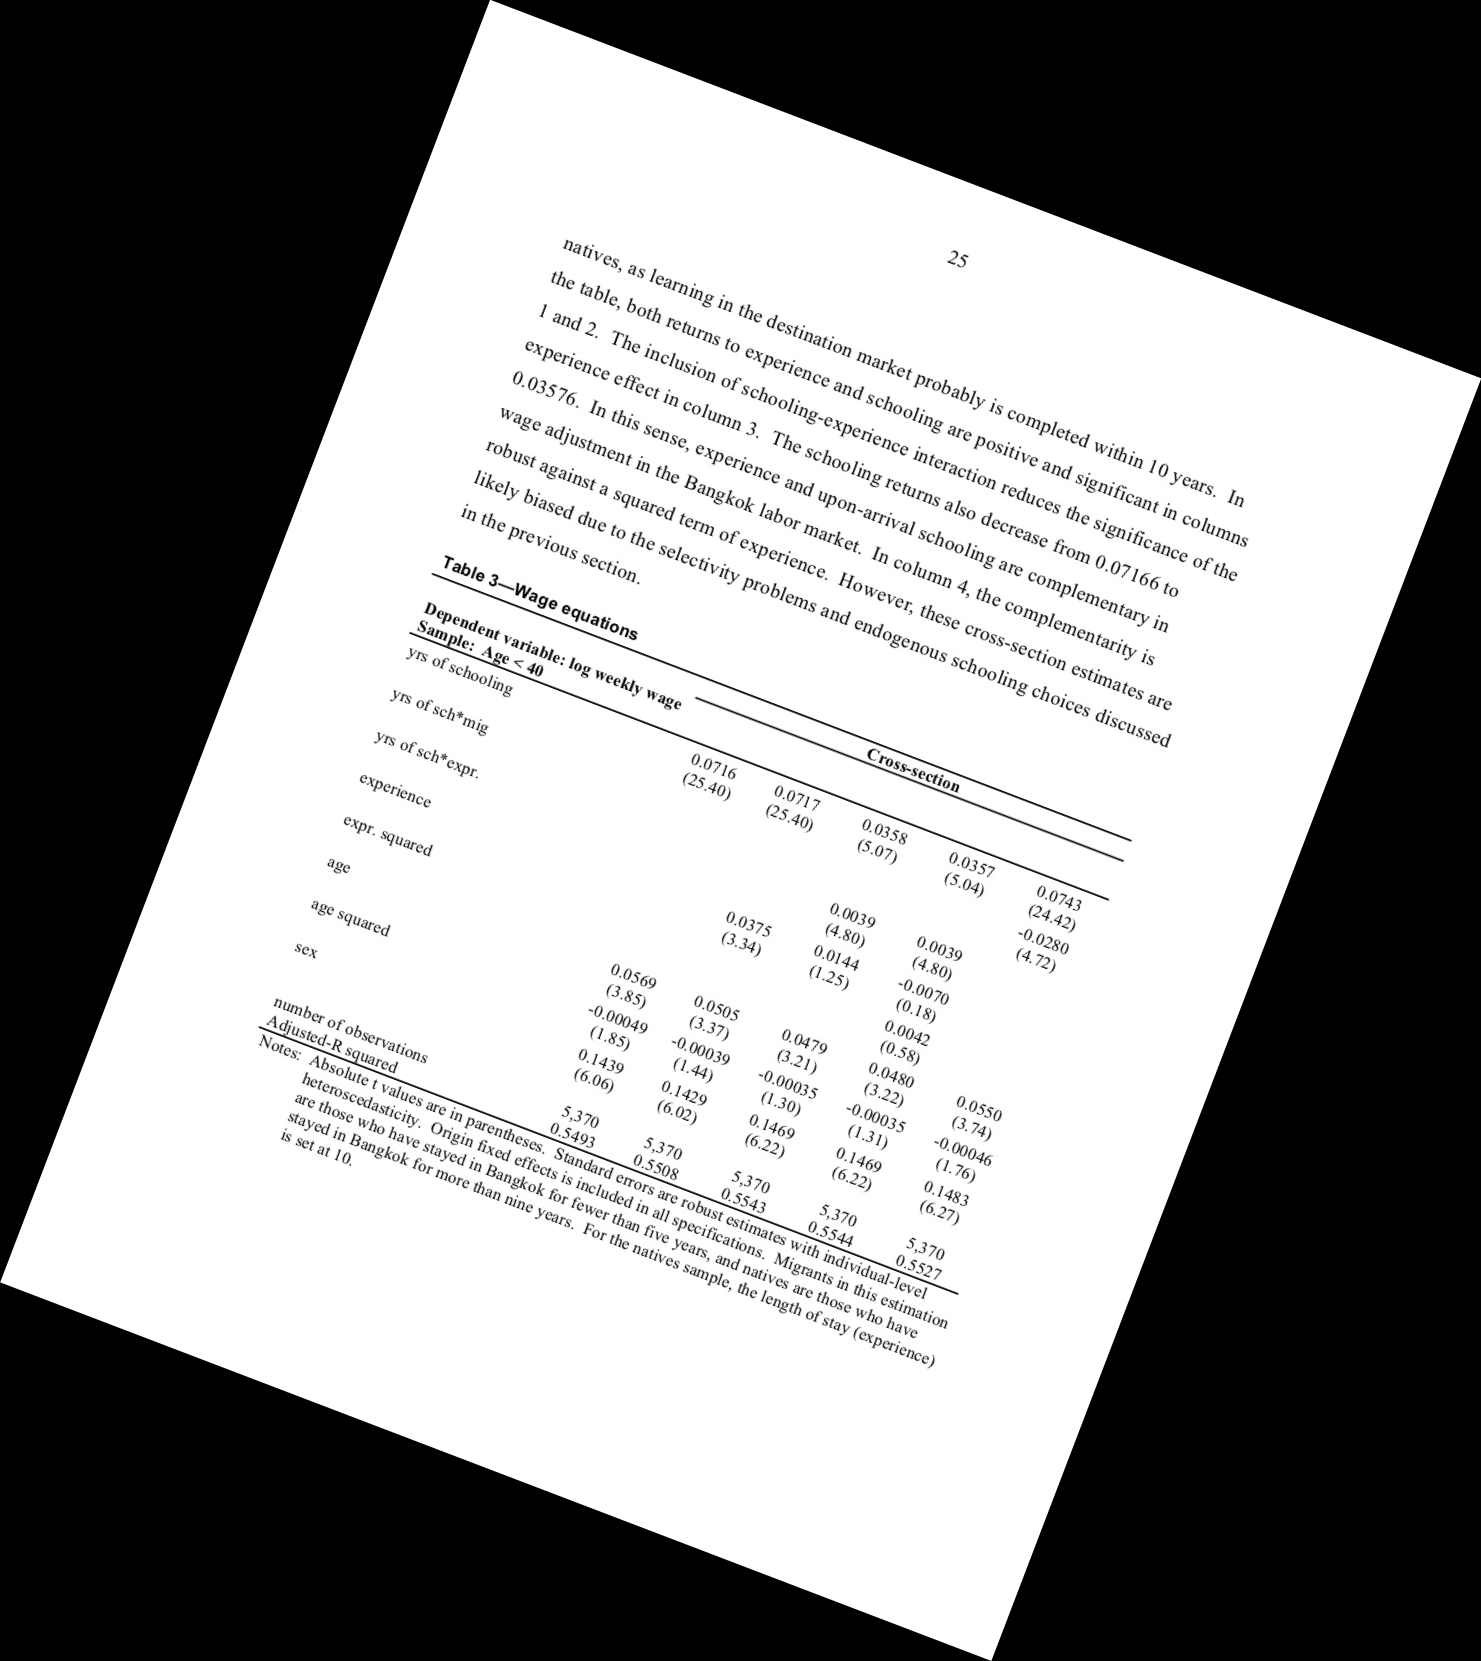 25
natives, as learning in the destination market probably is completed within 10 years.  In
the table, both returns to experience and schooling are positive and significant in columns
1 and 2.  The inclusion of schooling-experience interaction reduces the significance of the
experience effect in column 3.  The schooling returns also decrease from 0.07166 to
0.03576.  In this sense, experience and upon-arrival schooling are complementary in
wage adjustment in the Bangkok labor market.  In column 4, the complementarity is
robust against a squared term of experience.  However, these cross-section estimates are
likely biased due to the selectivity problems and endogenous schooling choices discussed
in the previous section.
Table 3—Wage equations
Cross-section
Dependent variable: log weekly wage
Sample:  Age < 40
yrs of schooling 0.0716 0.0717 0.0358 0.0357 0.0743
(25.40) (25.40) (5.07) (5.04) (24.42)
yrs of sch*mig -0.0280
(4.72)
yrs of sch*expr. 0.0039 0.0039
(4.80) (4.80)
experience 0.0375 0.0144 -0.0070
(3.34) (1.25) (0.18)
expr. squared 0.0042
(0.58)
age 0.0569 0.0505 0.0479 0.0480 0.0550
(3.85) (3.37) (3.21) (3.22) (3.74)
age squared -0.00049 -0.00039 -0.00035 -0.00035 -0.00046
(1.85) (1.44) (1.30) (1.31) (1.76)
sex 0.1439 0.1429 0.1469 0.1469 0.1483
(6.06) (6.02) (6.22) (6.22) (6.27)
number of observations 5,370 5,370 5,370 5,370 5,370
Adjusted-R squared 0.5493 0.5508 0.5543 0.5544 0.5527
Notes:  Absolute t values are in parentheses.  Standard errors are robust estimates with individual-level
heteroscedasticity.  Origin fixed effects is included in all specifications.  Migrants in this estimation
are those who have stayed in Bangkok for fewer than five years, and natives are those who have
stayed in Bangkok for more than nine years.  For the natives sample, the length of stay (experience)
is set at 10.